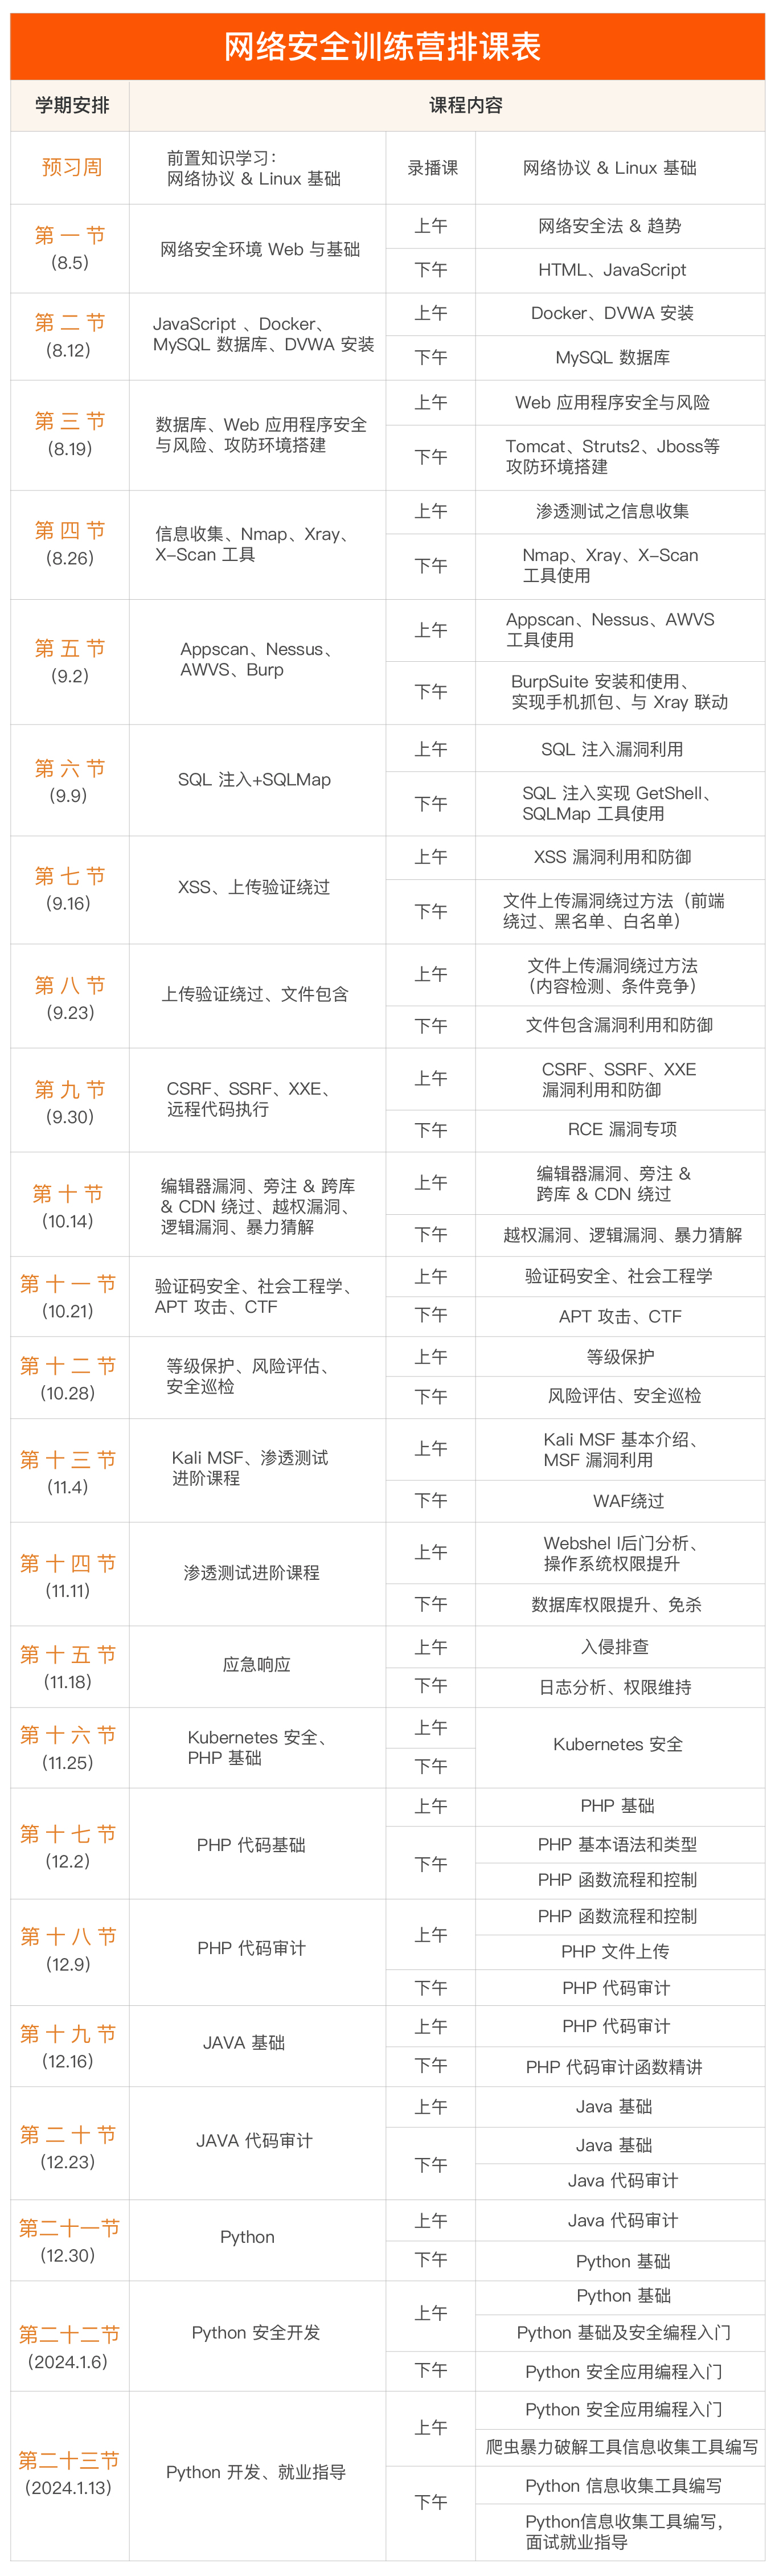 网络安全训练营排课表
学期安排 课程内容
预习周
前置知识学习：
网络协议 & Linux 基础
录播课
网络协议 & Linux 基础
第一节
(8.5)
网络安全环境 Web 与基础
上午
网络安全法 & 趋势
下午
HTML、JavaScript
第二节
(8.12)
JavaScript 、Docker、
MySQL 数据库、DVWA 安装
上午
Docker、DVWA 安装
下午
MySQL 数据库
第三节
(8.19)
数据库、Web 应用程序安全
与风险、攻防环境搭建
上午
Web 应用程序安全与风险
下午
Tomcat、Struts2、Jboss等
攻防环境搭建
第四节
(8.26)
信息收集、Nmap、Xray、
X-Scan 工具
上午
渗透测试之信息收集
下午
Nmap、Xray、X-Scan
工具使用
第五节
(9.2)
Appscan、Nessus、
AWVS、Burp
上午
Appscan、Nessus、AWVS
工具使用
下午
BurpSuite 安装和使用、
实现手机抓包、与 Xray 联动
第六节
(9.9)
SQL 注入+SQLMap
上午
SQL 注入漏洞利用
下午
SQL 注入实现 GetShell、
SQLMap 工具使用
第七节
(9.16)
XSS、上传验证绕过
上午
XSS 漏洞利用和防御
下午
文件上传漏洞绕过方法（前端
绕过、黑名单、白名单）
第八节
(9.23)
上传验证绕过、文件包含
上午
文件上传漏洞绕过方法
（内容检测、条件竞争）
下午
文件包含漏洞利用和防御
第九节
(9.30)
CSRF、SSRF、XXE、
远程代码执行
上午
CSRF、SSRF、XXE
漏洞利用和防御
下午
RCE 漏洞专项
第十节
(10.14)
编辑器漏洞、旁注 & 跨库
& CDN 绕过、越权漏洞、
逻辑漏洞、暴力猜解
上午
编辑器漏洞、旁注 &
跨库 & CDN 绕过
下午
越权漏洞、逻辑漏洞、暴力猜解
第十一节
(10.21)
验证码安全、社会工程学、
APT 攻击、CTF
上午
验证码安全、社会工程学
下午
APT 攻击、CTF
第十二节
(10.28)
等级保护、风险评估、
安全巡检
上午
等级保护
下午
风险评估、安全巡检
第十三节
(11.4)
Kali MSF、渗透测试
进阶课程
上午
Kali MSF 基本介绍、
MSF 漏洞利用
下午
WAF绕过
第十四节
(11.11)
渗透测试进阶课程
上午
Webshel l后门分析、
操作系统权限提升
下午
数据库权限提升、免杀
第十五节
(11.18)
应急响应
上午
入侵排查
下午
日志分析、权限维持
第十六节
(11.25)
Kubernetes 安全、
PHP 基础
上午
下午
Kubernetes 安全
第十七节
(12.2)
PHP 代码基础
上午
PHP 基础
下午
PHP 基本语法和类型
PHP 函数流程和控制
第十八节
(12.9)
PHP 代码审计
上午
PHP 函数流程和控制
PHP 文件上传
下午
PHP 代码审计
第十九节
(12.16)
JAVA 基础
上午
PHP 代码审计
下午
PHP 代码审计函数精讲
第二十节
(12.23)
JAVA 代码审计
上午
Java 基础
下午
Java 基础
Java 代码审计
第二十一节
(12.30)
Python
上午
Java 代码审计
下午
Python 基础
第二十二节
(2024.1.6)
Python 安全开发
上午
Python 基础
Python 基础及安全编程入门
下午
Python 安全应用编程入门
第二十三节
(2024.1.13)
Python 开发、就业指导
上午
Python 安全应用编程入门
爬虫暴力破解工具信息收集工具编写
下午
Python 信息收集工具编写
Python信息收集工具编写，
面试就业指导